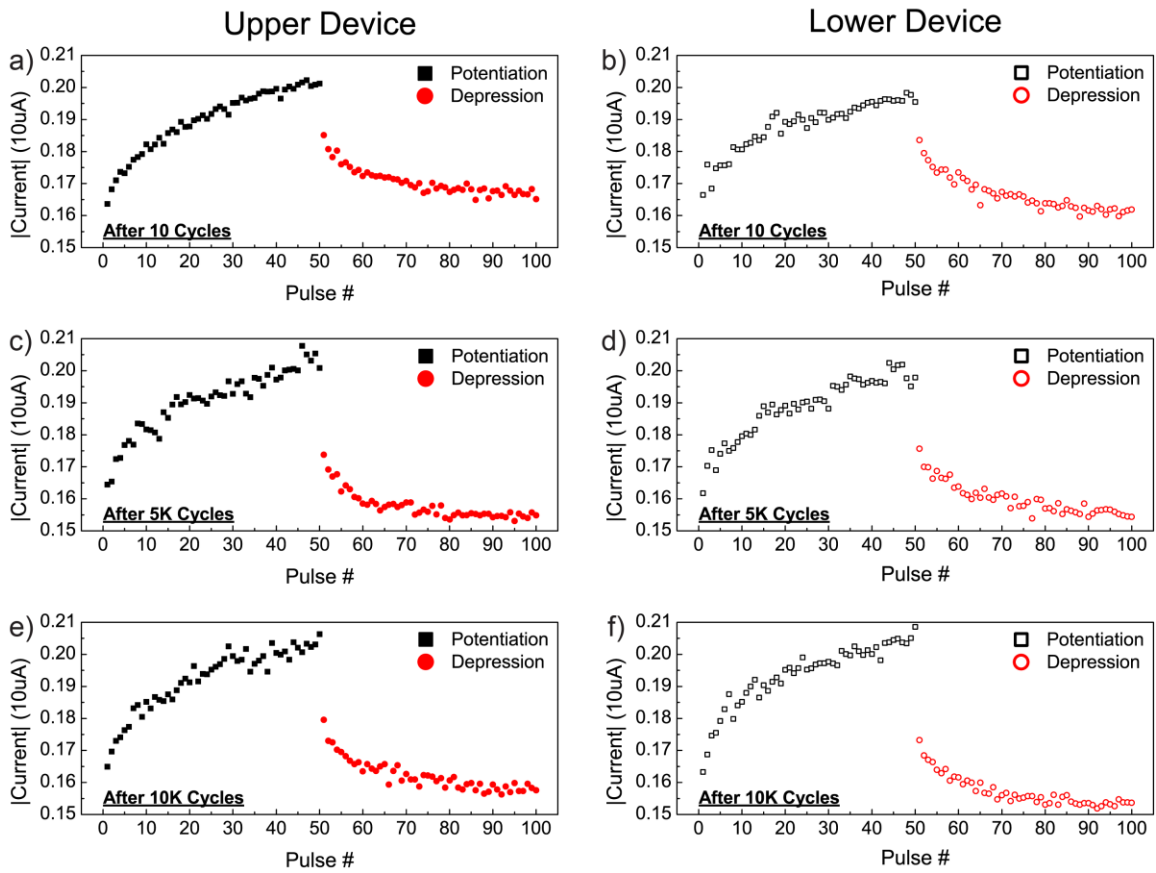 Upper Device
Lower Device
a)
0.21
0.20
0.19
0.18
0.17
0.16
0.15
|Current| (10uA)
Potentiation
Depression
After 10 Cycles
0 10 20 30 40 50 60 70 80 90 100
Pulse #
b)
0.21
0.20
0.19
0.18
0.17
0.16
0.15
|Current| (10uA)
Potentiation
Depression
After 10 Cycles
0 10 20 30 40 50 60 70 80 90 100
Pulse #
c)
0.21
0.20
0.19
0.18
0.17
0.16
0.15
|Current| (10uA)
Potentiation
Depression
After 5K Cycles
0 10 20 30 40 50 60 70 80 90 100
Pulse #
d)
0.21
0.20
0.19
0.18
0.17
0.16
0.15
|Current| (10uA)
Potentiation
Depression
After 5K Cycles
0 10 20 30 40 50 60 70 80 90 100
Pulse #
e)
0.21
0.20
0.19
0.18
0.17
0.16
0.15
|Current| (10uA)
Potentiation
Depression
After 10K Cycles
0 10 20 30 40 50 60 70 80 90 100
Pulse #
f)
0.21
0.20
0.19
0.18
0.17
0.16
0.15
|Current| (10uA)
Potentiation
Depression
After 10K Cycles
0 10 20 30 40 50 60 70 80 90 100
Pulse #